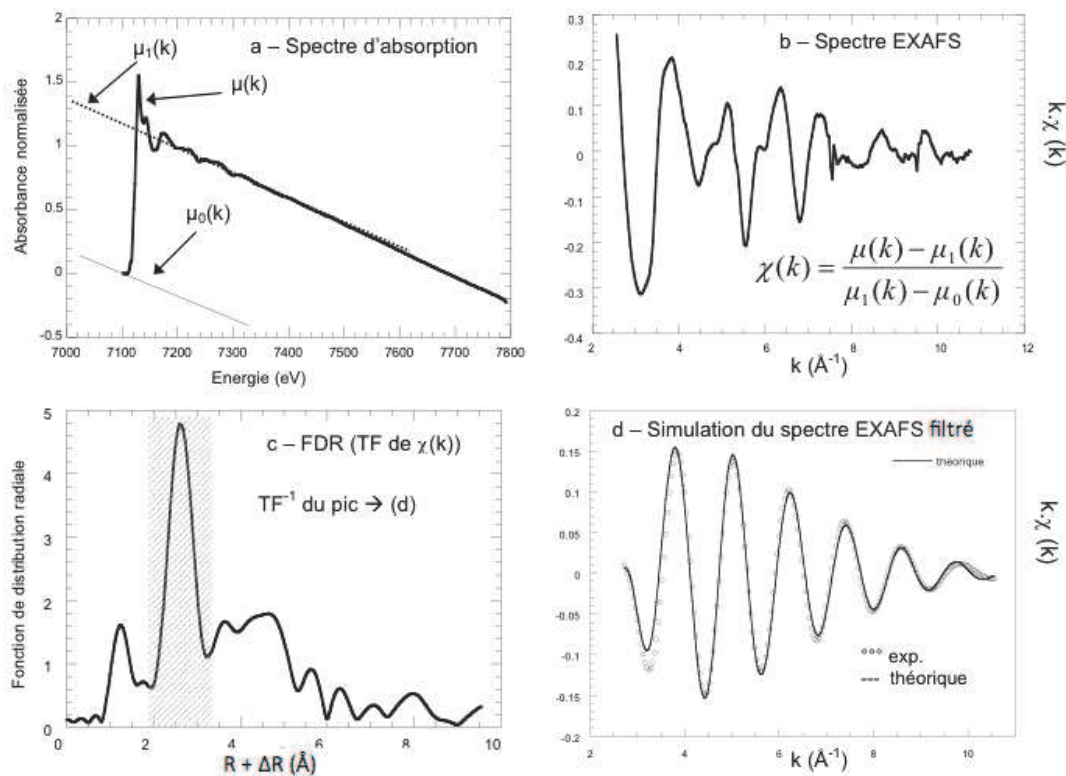 a – Spectre d'absorption
μ₁(k)
μ(k)
μ₀(k)
Absorbance normalisée
2
1.5
1
0.5
0
-0.5
7000 7100 7200 7300 7400 7500 7600 7700 7800
Energie (eV)
b – Spectre EXAFS
0.3
0.2
0.1
0
-0.1
-0.2
-0.3
-0.4
k.χ (k)
χ(k) = (μ(k) − μ₁(k)) / (μ₁(k) − μ₀(k))
2 4 6 8 10 12
k (Å⁻¹)
c – FDR (TF de χ(k))
TF⁻¹ du pic → (d)
Fonction de distribution radiale
5
4
3
2
1
0
0 2 4 6 8 10
R + ΔR (Å)
d – Simulation du spectre EXAFS filtré
théorique
0.2
0.15
0.1
0.05
0
-0.05
-0.1
-0.15
-0.2
k.χ (k)
exp.
théorique
2 4 6 8 10
k (Å⁻¹)